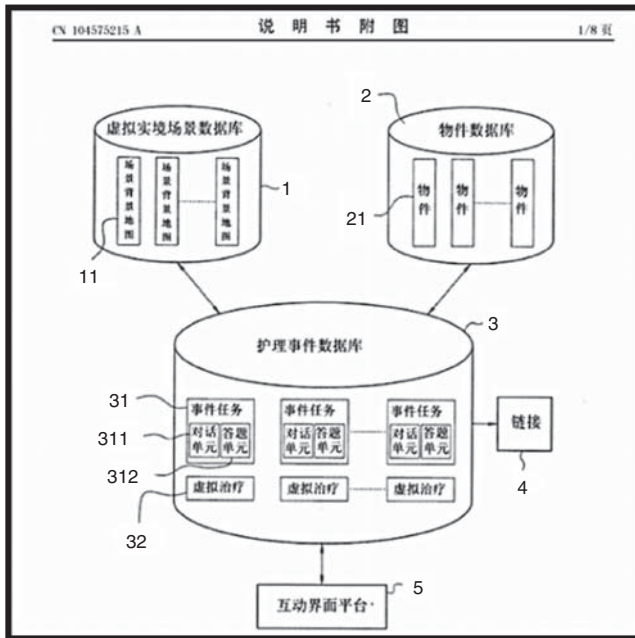 CN 104575215 A 说明书附图 1/8 页
2
虚拟实境场景数据库
物件数据库
场景背景地图 场景背景地图 场景背景地图
物件 物件 物件
1
21
11
3
护理事件数据库
31
事件任务 事件任务 事件任务
311
对话 答题 对话 答题 对话 答题
单元 单元 单元 单元 单元 单元
链接
312
4
虚拟治疗 虚拟治疗 虚拟治疗
32
5
互动界面平台